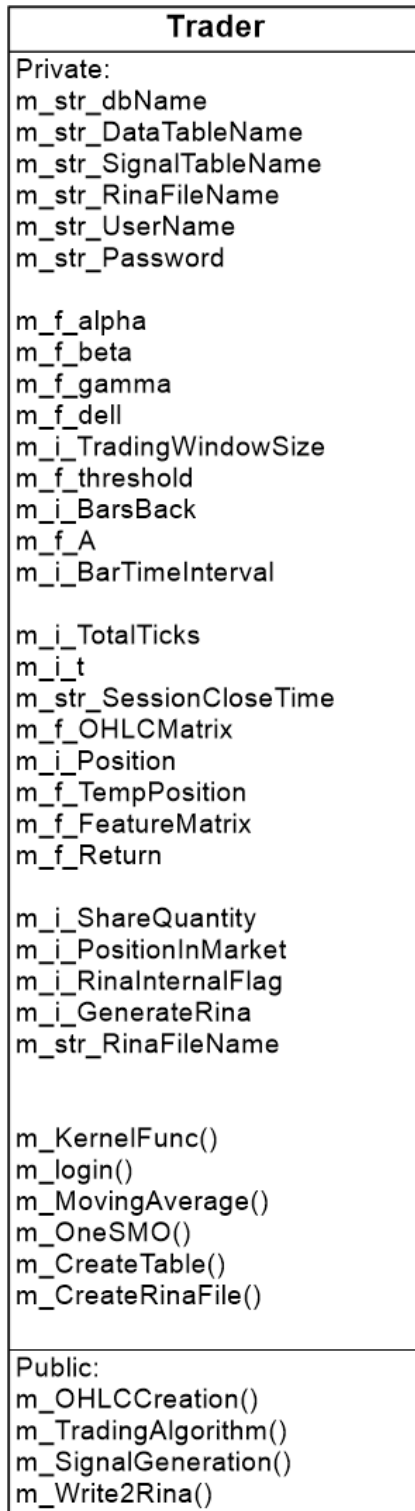 Trader
Private:
m_str_dbName
m_str_DataTableName
m_str_SignalTableName
m_str_RinaFileName
m_str_UserName
m_str_Password
m_f_alpha
m_f_beta
m_f_gamma
m_f_dell
m_i_TradingWindowSize
m_f_threshold
m_i_BarsBack
m_f_A
m_i_BarTimeInterval
m_i_TotalTicks
m_i_t
m_str_SessionCloseTime
m_f_OHLCMatrix
m_i_Position
m_f_TempPosition
m_f_FeatureMatrix
m_f_Return
m_i_ShareQuantity
m_i_PositionInMarket
m_i_RinaInternalFlag
m_i_GenerateRina
m_str_RinaFileName
m_KernelFunc()
m_login()
m_MovingAverage()
m_OneSMO()
m_CreateTable()
m_CreateRinaFile()
Public:
m_OHLCCreation()
m_TradingAlgorithm()
m_SignalGeneration()
m_Write2Rina()